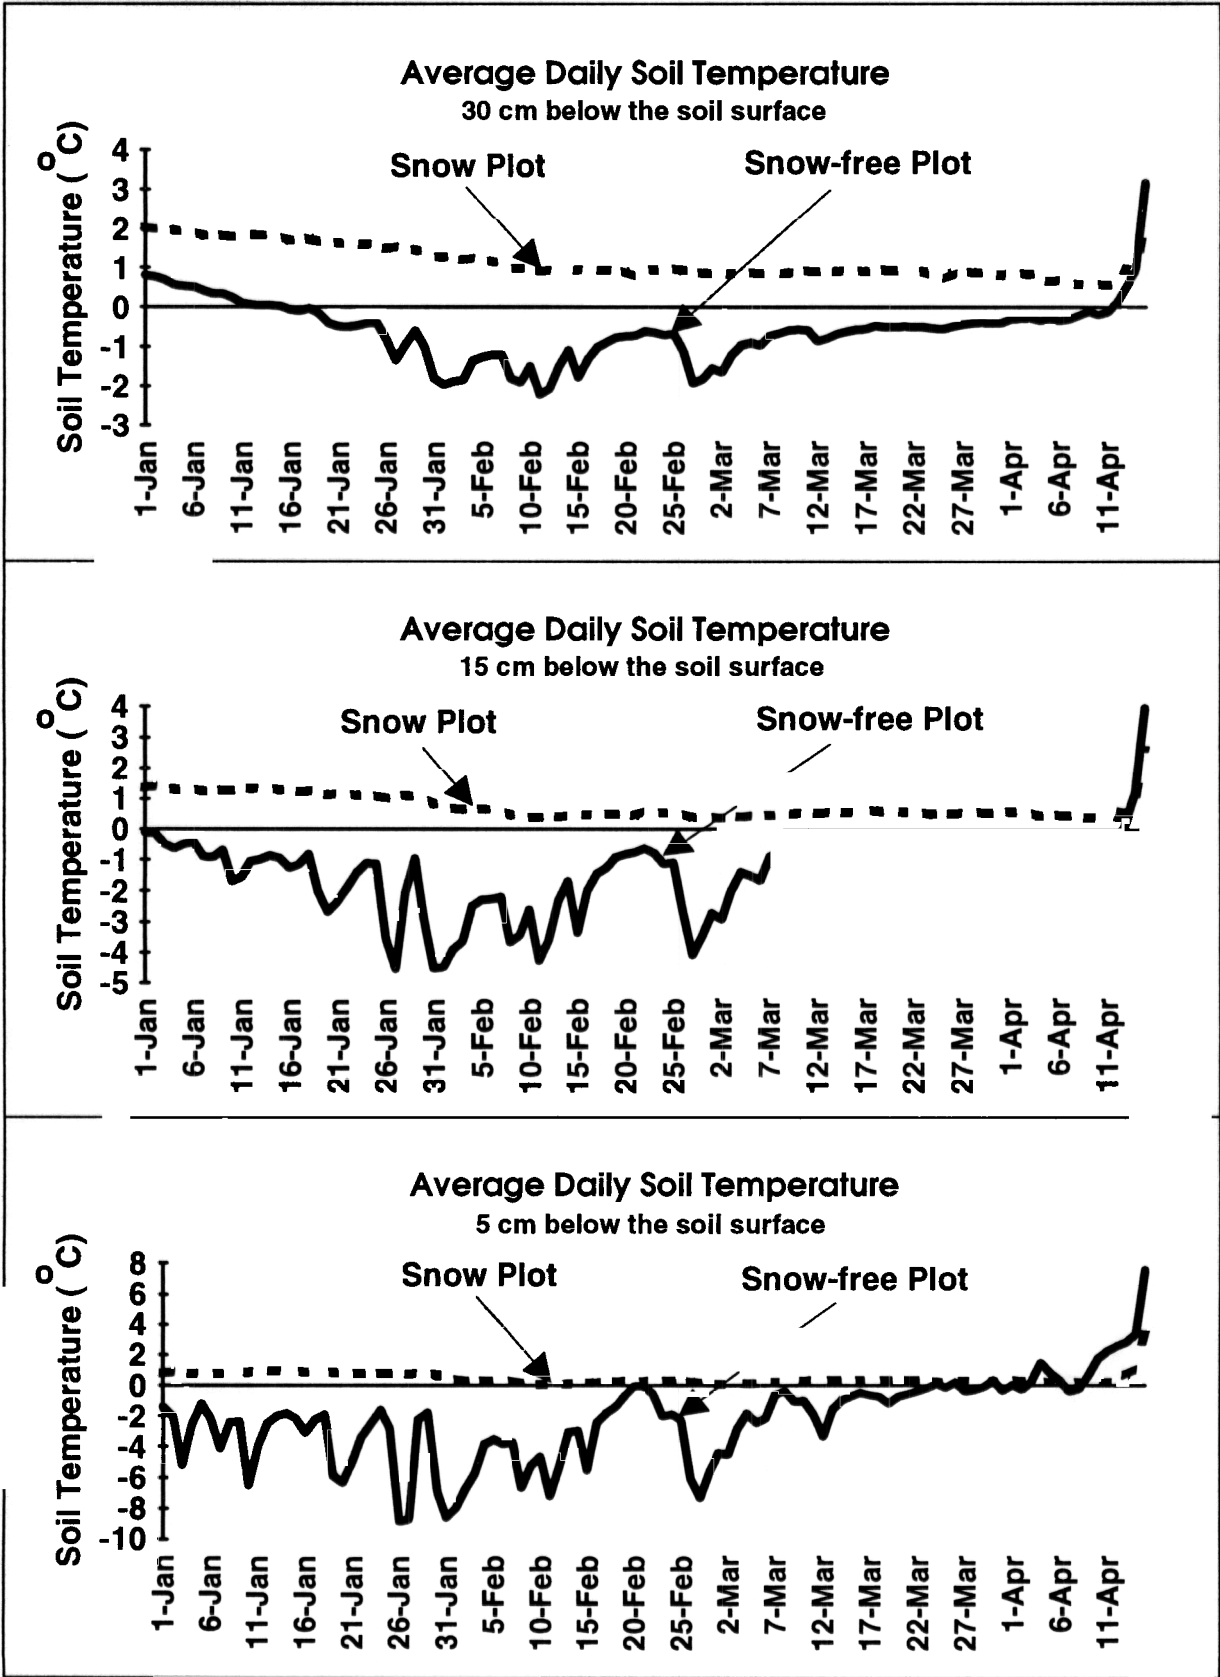 Average Daily Soil Temperature
30 cm below the soil surface
Soil Temperature (°C)
Snow Plot
Snow-free Plot
4
3
2
1
0
-1
-2
-3
1-Jan
6-Jan
11-Jan
16-Jan
21-Jan
26-Jan
31-Jan
5-Feb
10-Feb
15-Feb
20-Feb
25-Feb
2-Mar
7-Mar
12-Mar
17-Mar
22-Mar
27-Mar
1-Apr
6-Apr
11-Apr
Average Daily Soil Temperature
15 cm below the soil surface
Soil Temperature (°C)
Snow Plot
Snow-free Plot
4
3
2
1
0
-1
-2
-3
-4
-5
1-Jan
6-Jan
11-Jan
16-Jan
21-Jan
26-Jan
31-Jan
5-Feb
10-Feb
15-Feb
20-Feb
25-Feb
2-Mar
7-Mar
12-Mar
17-Mar
22-Mar
27-Mar
1-Apr
6-Apr
11-Apr
Average Daily Soil Temperature
5 cm below the soil surface
Soil Temperature (°C)
Snow Plot
Snow-free Plot
8
6
4
2
0
-2
-4
-6
-8
-10
1-Jan
6-Jan
11-Jan
16-Jan
21-Jan
26-Jan
31-Jan
5-Feb
10-Feb
15-Feb
20-Feb
25-Feb
2-Mar
7-Mar
12-Mar
17-Mar
22-Mar
27-Mar
1-Apr
6-Apr
11-Apr